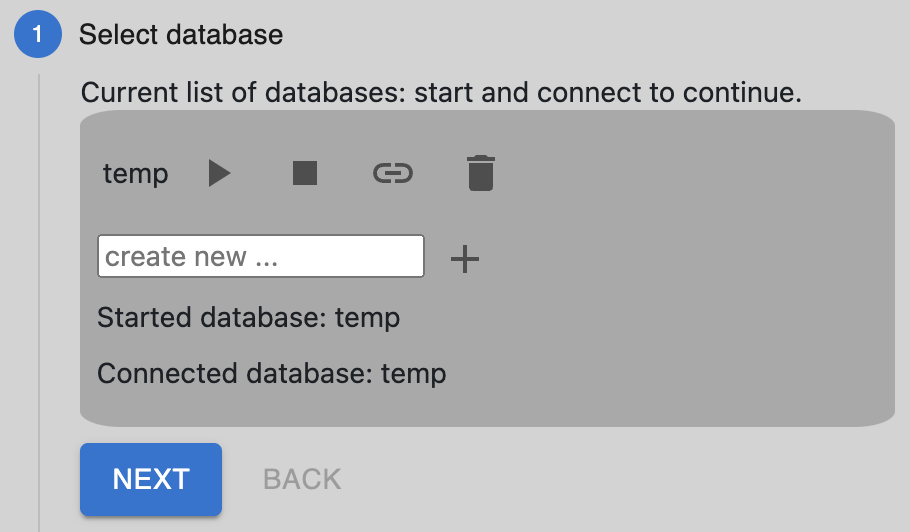 1 Select database
Current list of databases: start and connect to continue.
temp
create new ...
Started database: temp
Connected database: temp
NEXT BACK